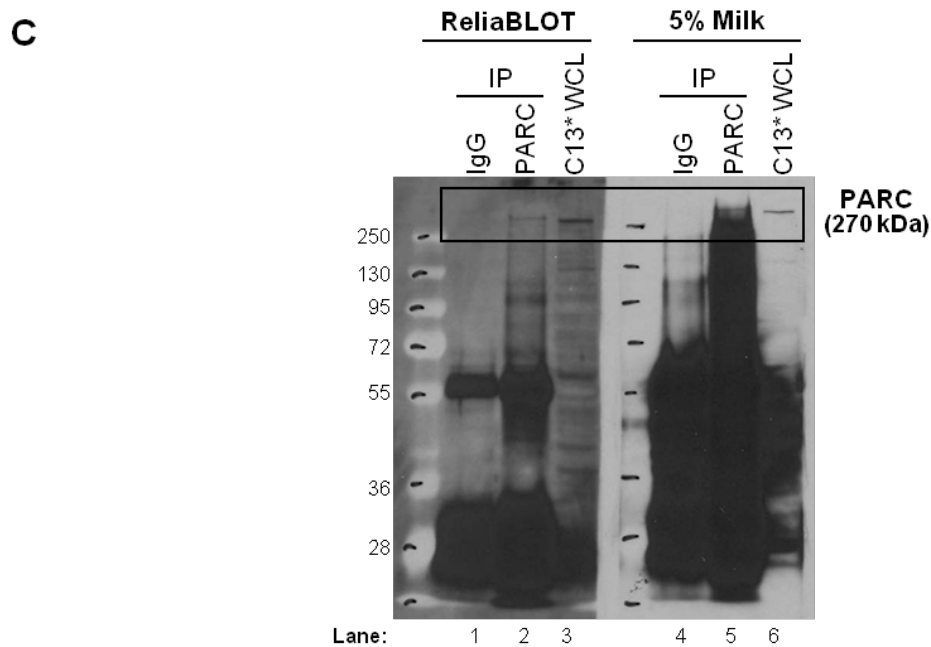 C
ReliaBLOT 5% Milk
IP IP
IgG PARC C13* WCL IgG PARC C13* WCL
PARC
(270 kDa)
250
130
95
72
55
36
28
Lane: 1 2 3 4 5 6